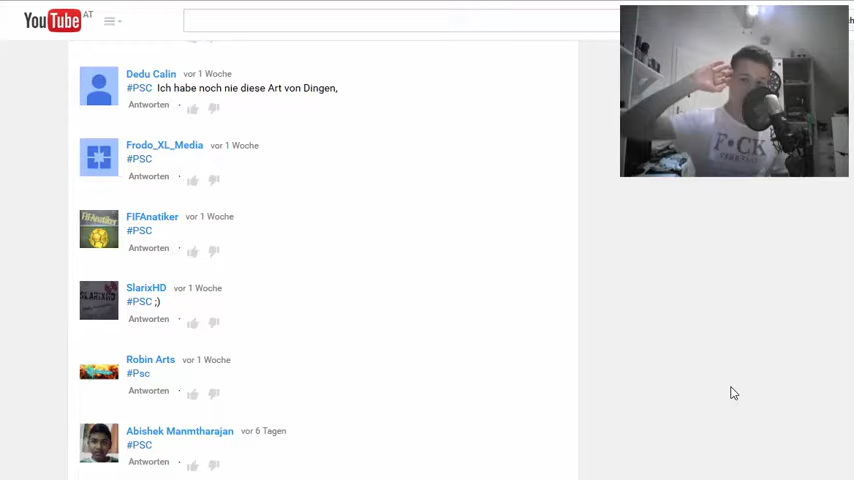 YouTube AT
Dedu Calin vor 1 Woche
#PSC Ich habe noch nie diese Art von Dingen,
Antworten
Frodo_XL_Media vor 1 Woche
#PSC
Antworten
FIFAnatiker vor 1 Woche
#PSC
Antworten
SlarixHD vor 1 Woche
#PSC ;)
Antworten
Robin Arts vor 1 Woche
#Psc
Antworten
Abishek Manmtharajan vor 6 Tagen
#PSC
Antworten
F•CK